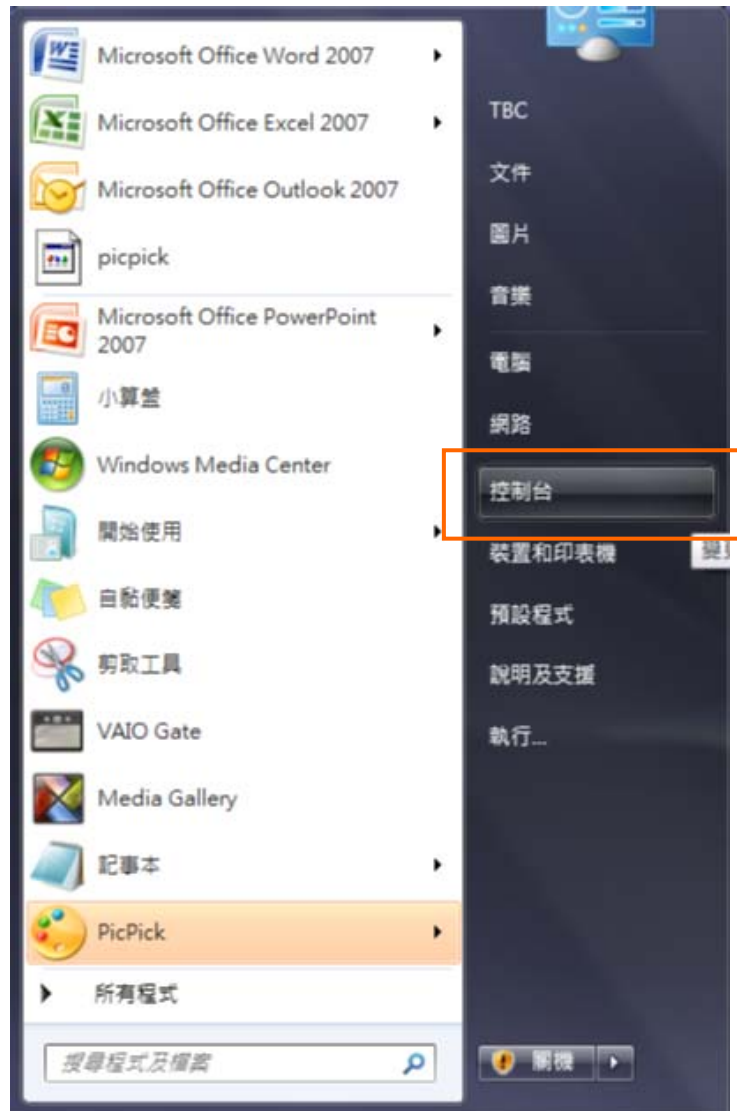 Microsoft Office Word 2007
Microsoft Office Excel 2007
Microsoft Office Outlook 2007
picpick
Microsoft Office PowerPoint
2007
小算盤
Windows Media Center
開始使用
自黏便箋
剪取工具
VAIO Gate
Media Gallery
記事本
PicPick
所有程式
搜尋程式及檔案
TBC
文件
圖片
音樂
電腦
網路
控制台
裝置和印表機
預設程式
說明及支援
執行...
關機